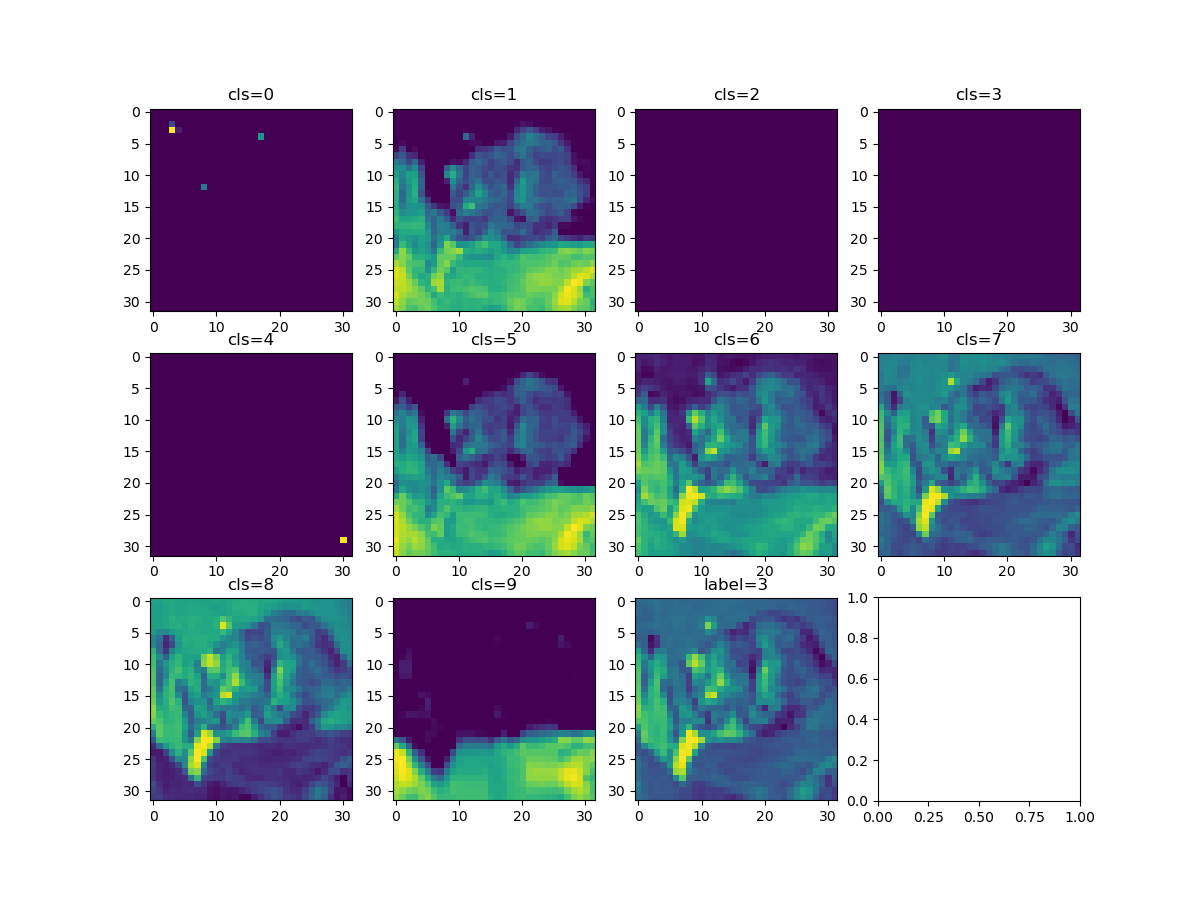 cls=0 cls=1 cls=2 cls=3
0 0 0 0
5 5 5 5
10 10 10 10
15 15 15 15
20 20 20 20
25 25 25 25
30 30 30 30
0 10 20 30 0 10 20 30 0 10 20 30 0 10 20 30
cls=4 cls=5 cls=6 cls=7
0 0 0 0
5 5 5 5
10 10 10 10
15 15 15 15
20 20 20 20
25 25 25 25
30 30 30 30
0 10 20 30 0 10 20 30 0 10 20 30 0 10 20 30
cls=8 cls=9 label=3
0 0 0 1.0
5 5 5 0.8
10 10 10 0.6
15 15 15 0.4
20 20 20
25 25 25 0.2
30 30 30 0.0
0 10 20 30 0 10 20 30 0 10 20 30 0.00 0.25 0.50 0.75 1.00